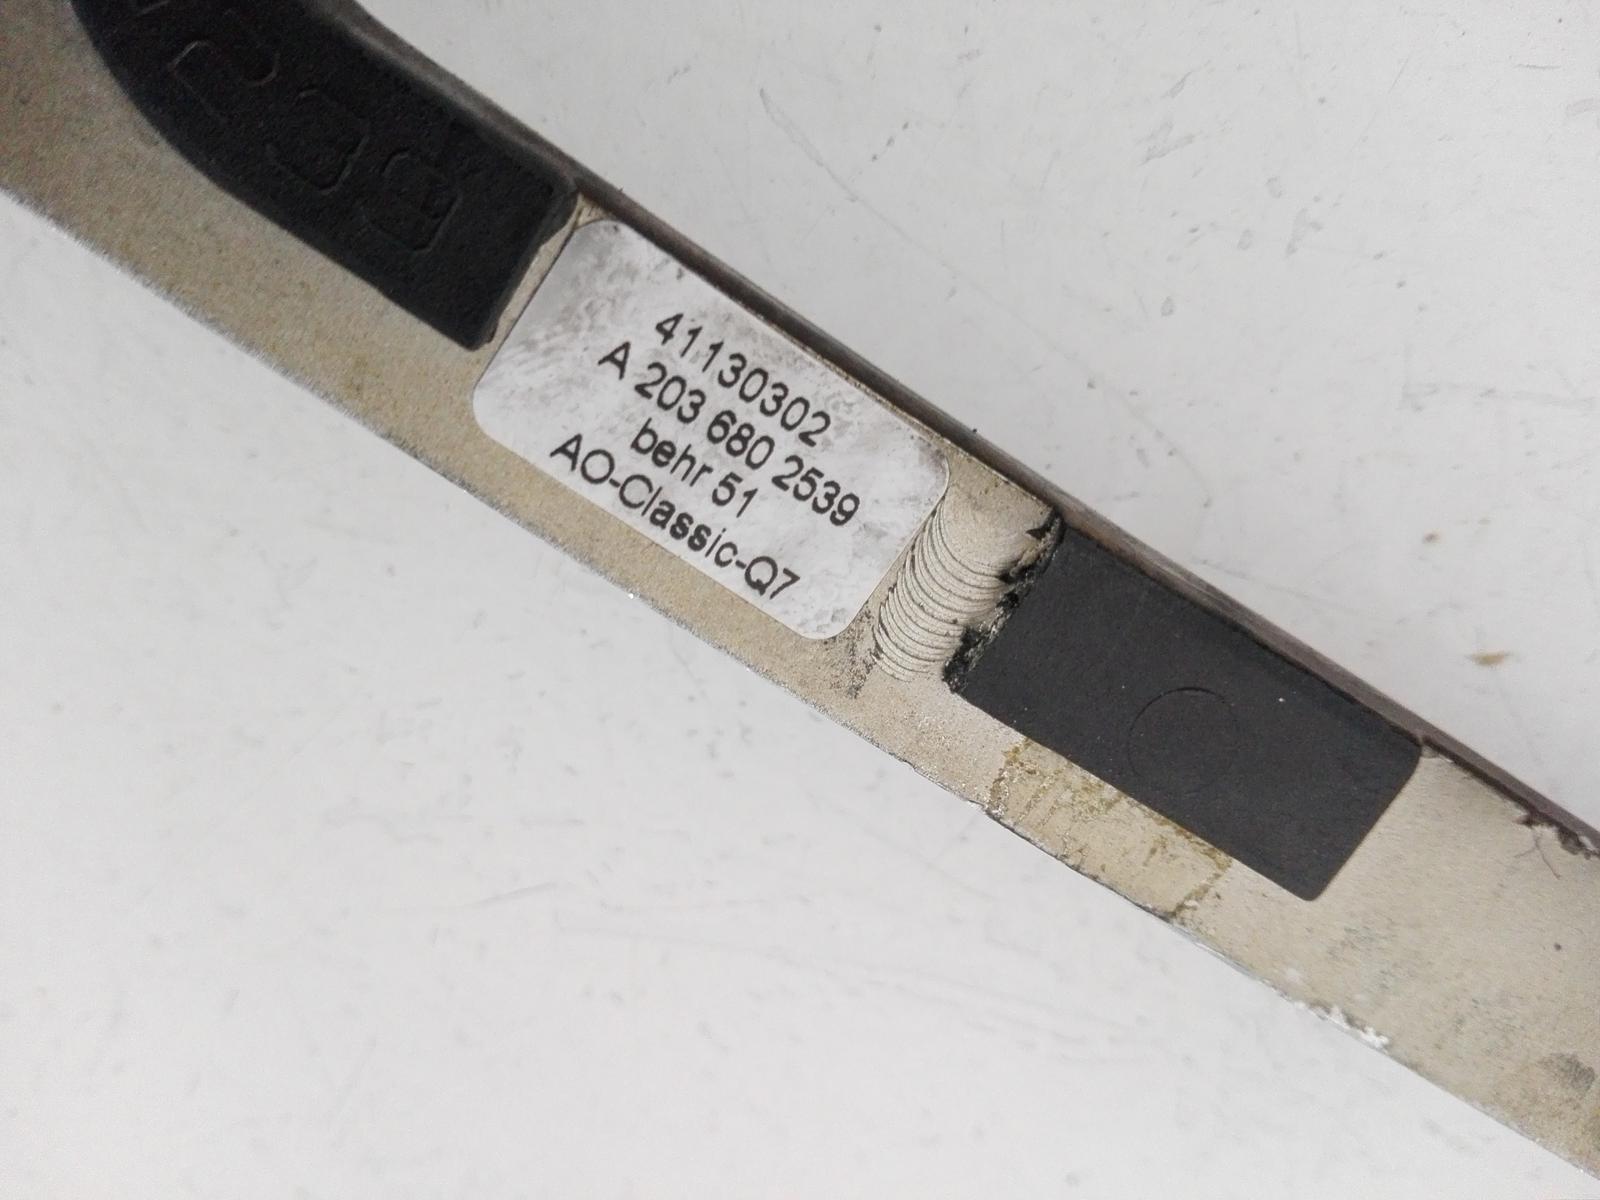 41130302
A 203 680 2539
behr 51
AO-Classic-Q7